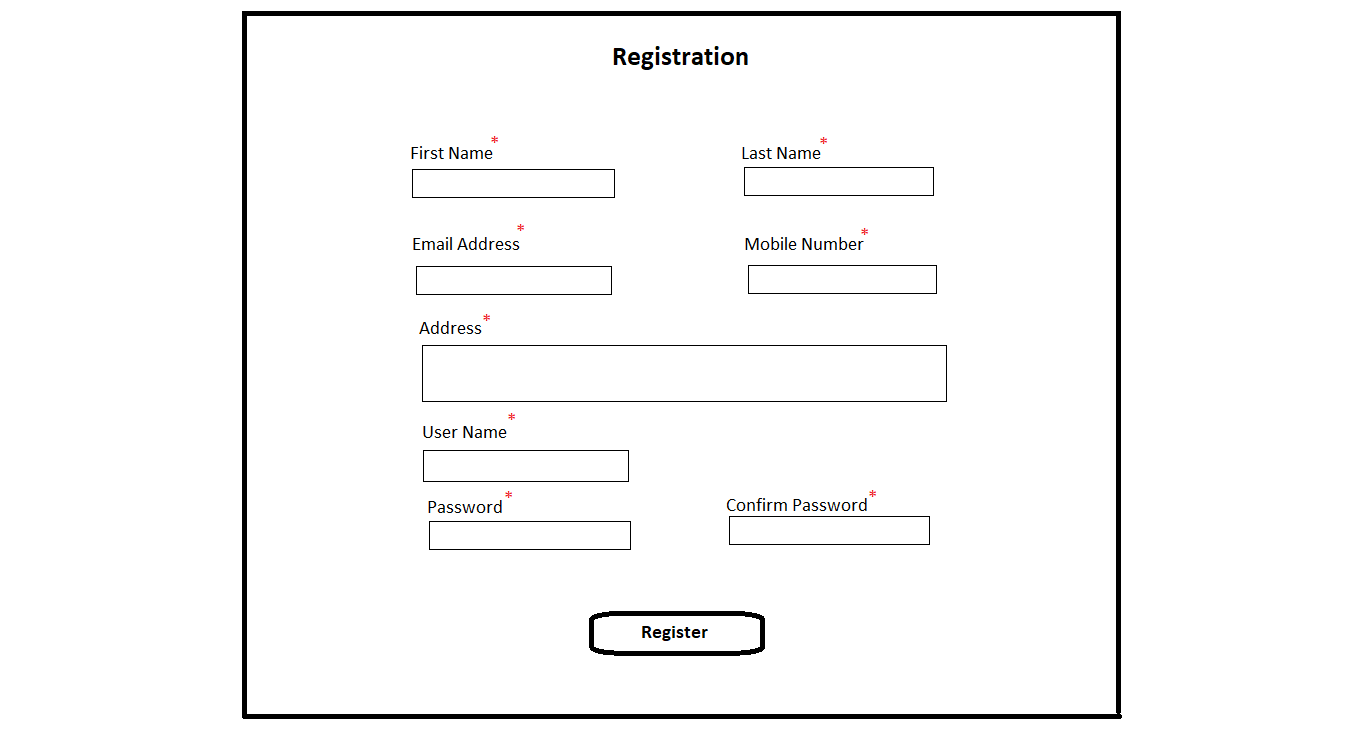 Registration
First Name* Last Name*
Email Address* Mobile Number*
Address*
User Name*
Password* Confirm Password*
Register